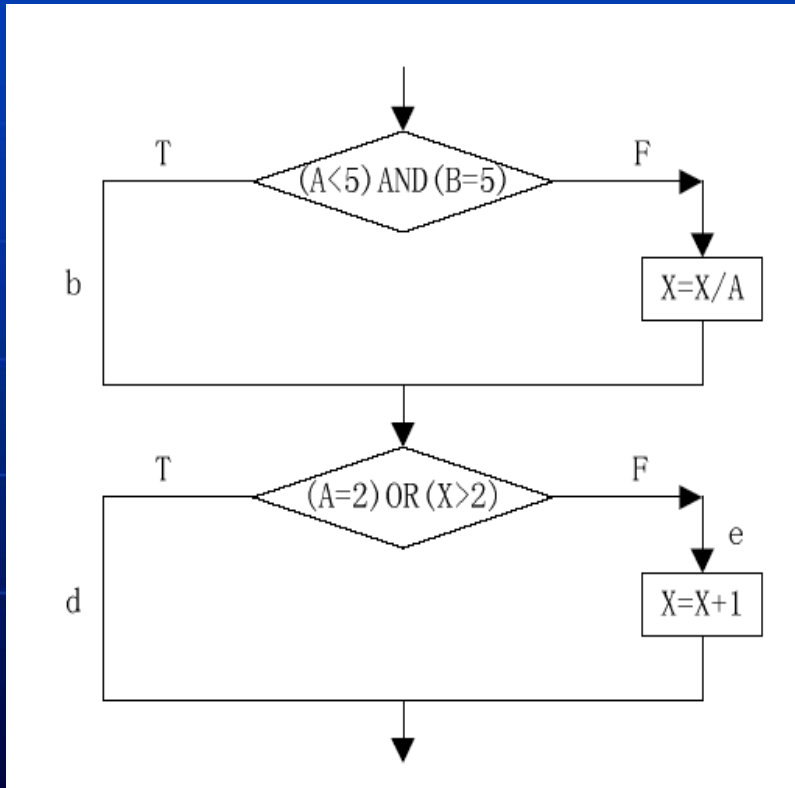 T
(A<5)AND(B=5)
F
b
X=X/A
T
(A=2)OR(X>2)
F
e
d
X=X+1